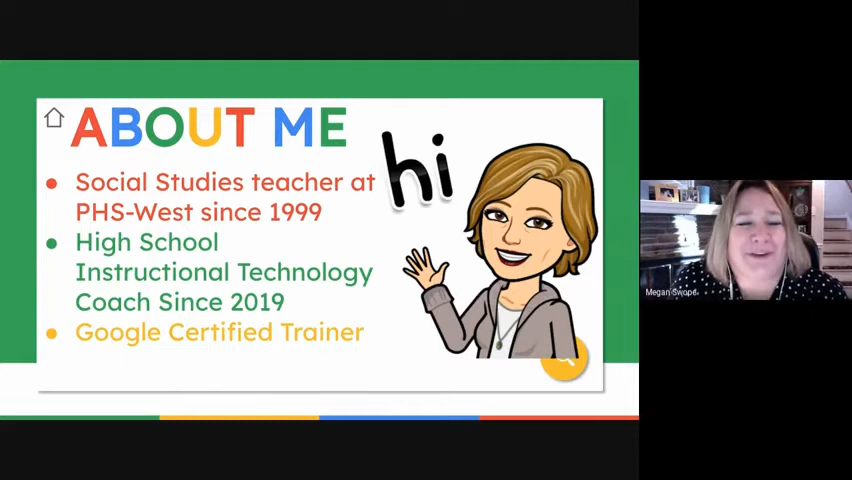 ABOUT ME
hi
Social Studies teacher at
PHS-West since 1999
High School
Instructional Technology
Coach Since 2019
Google Certified Trainer
Megan Swope